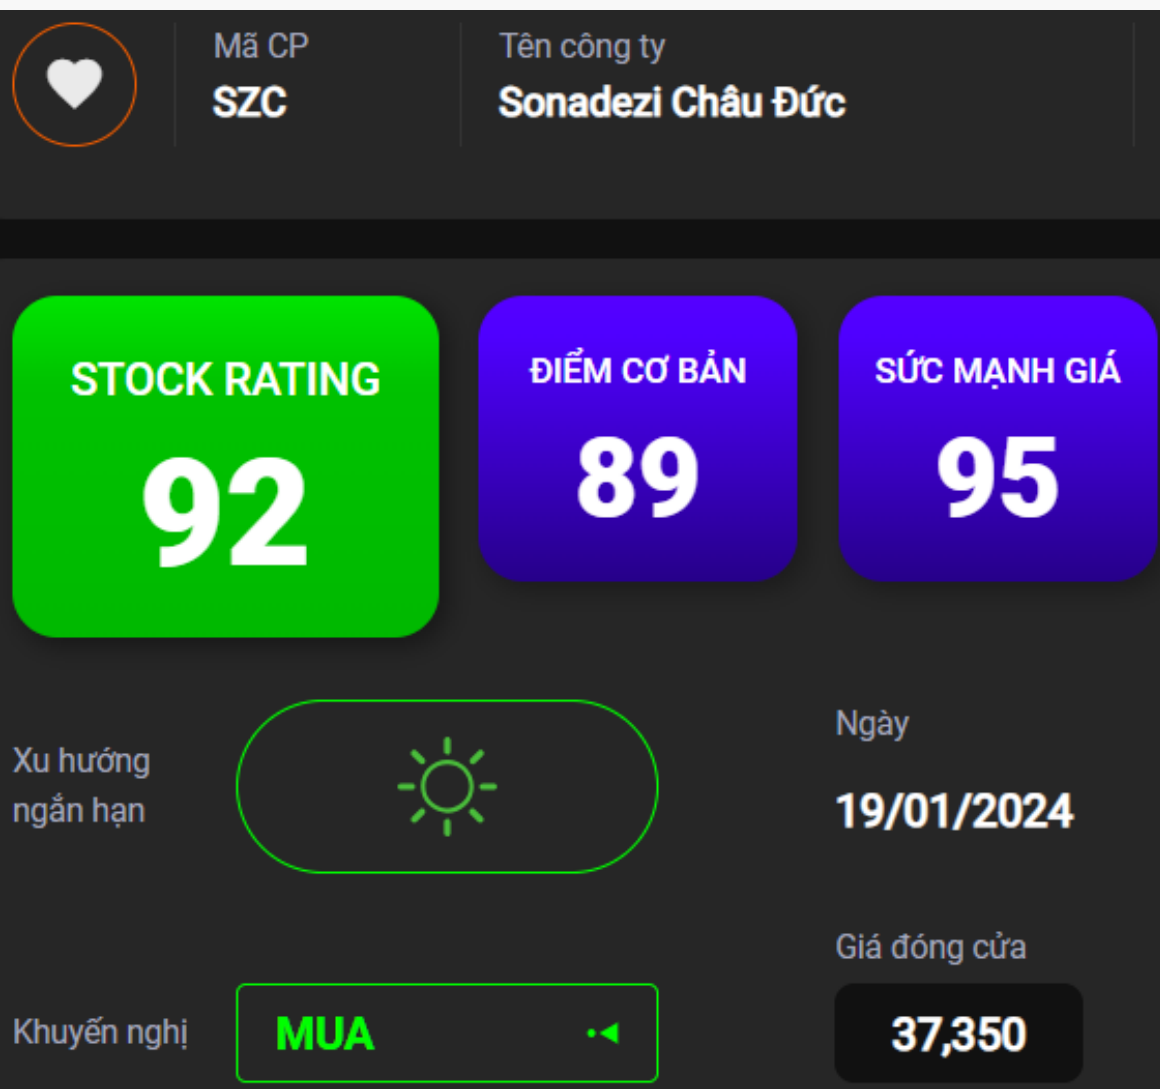 Mã CP
SZC
Tên công ty
Sonadezi Châu Đức
STOCK RATING
92
ĐIỂM CƠ BẢN
89
SỨC MẠNH GIÁ
95
Xu hướng
ngắn hạn
Ngày
19/01/2024
Khuyến nghị
MUA
Giá đóng cửa
37,350